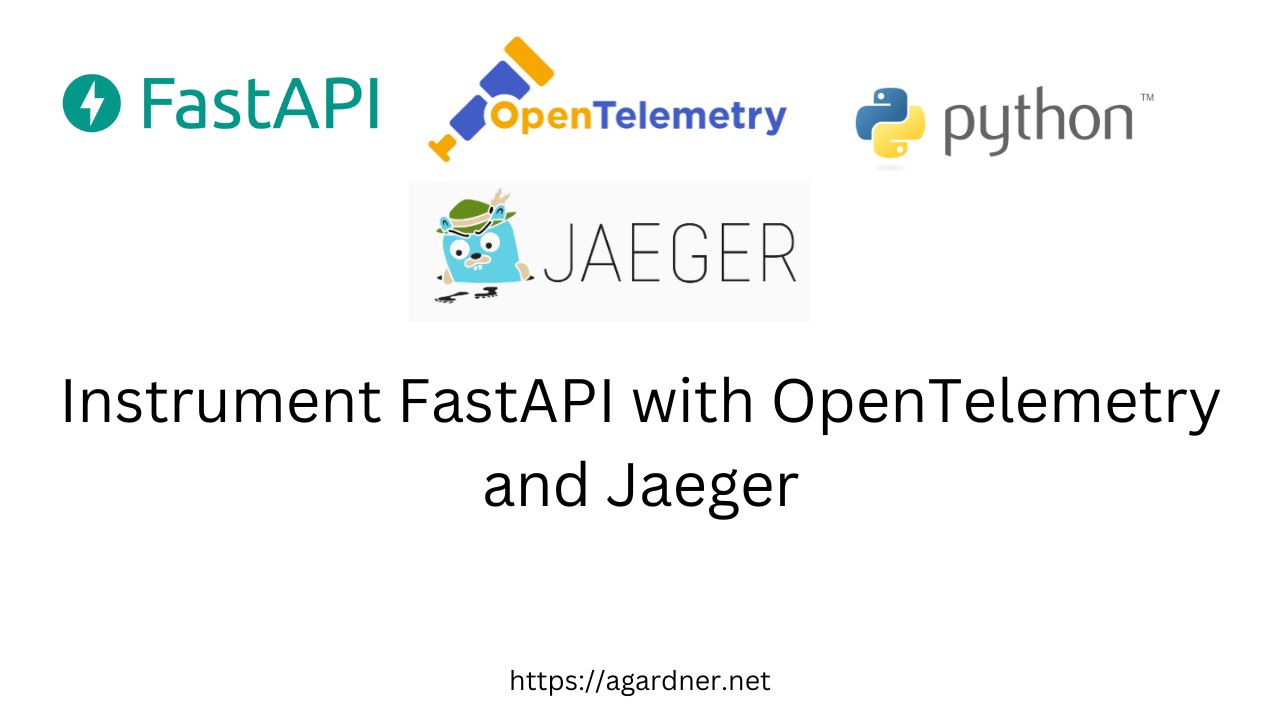 FastAPI
OpenTelemetry
python™
JAEGER
Instrument FastAPI with OpenTelemetry
and Jaeger
https://agardner.net